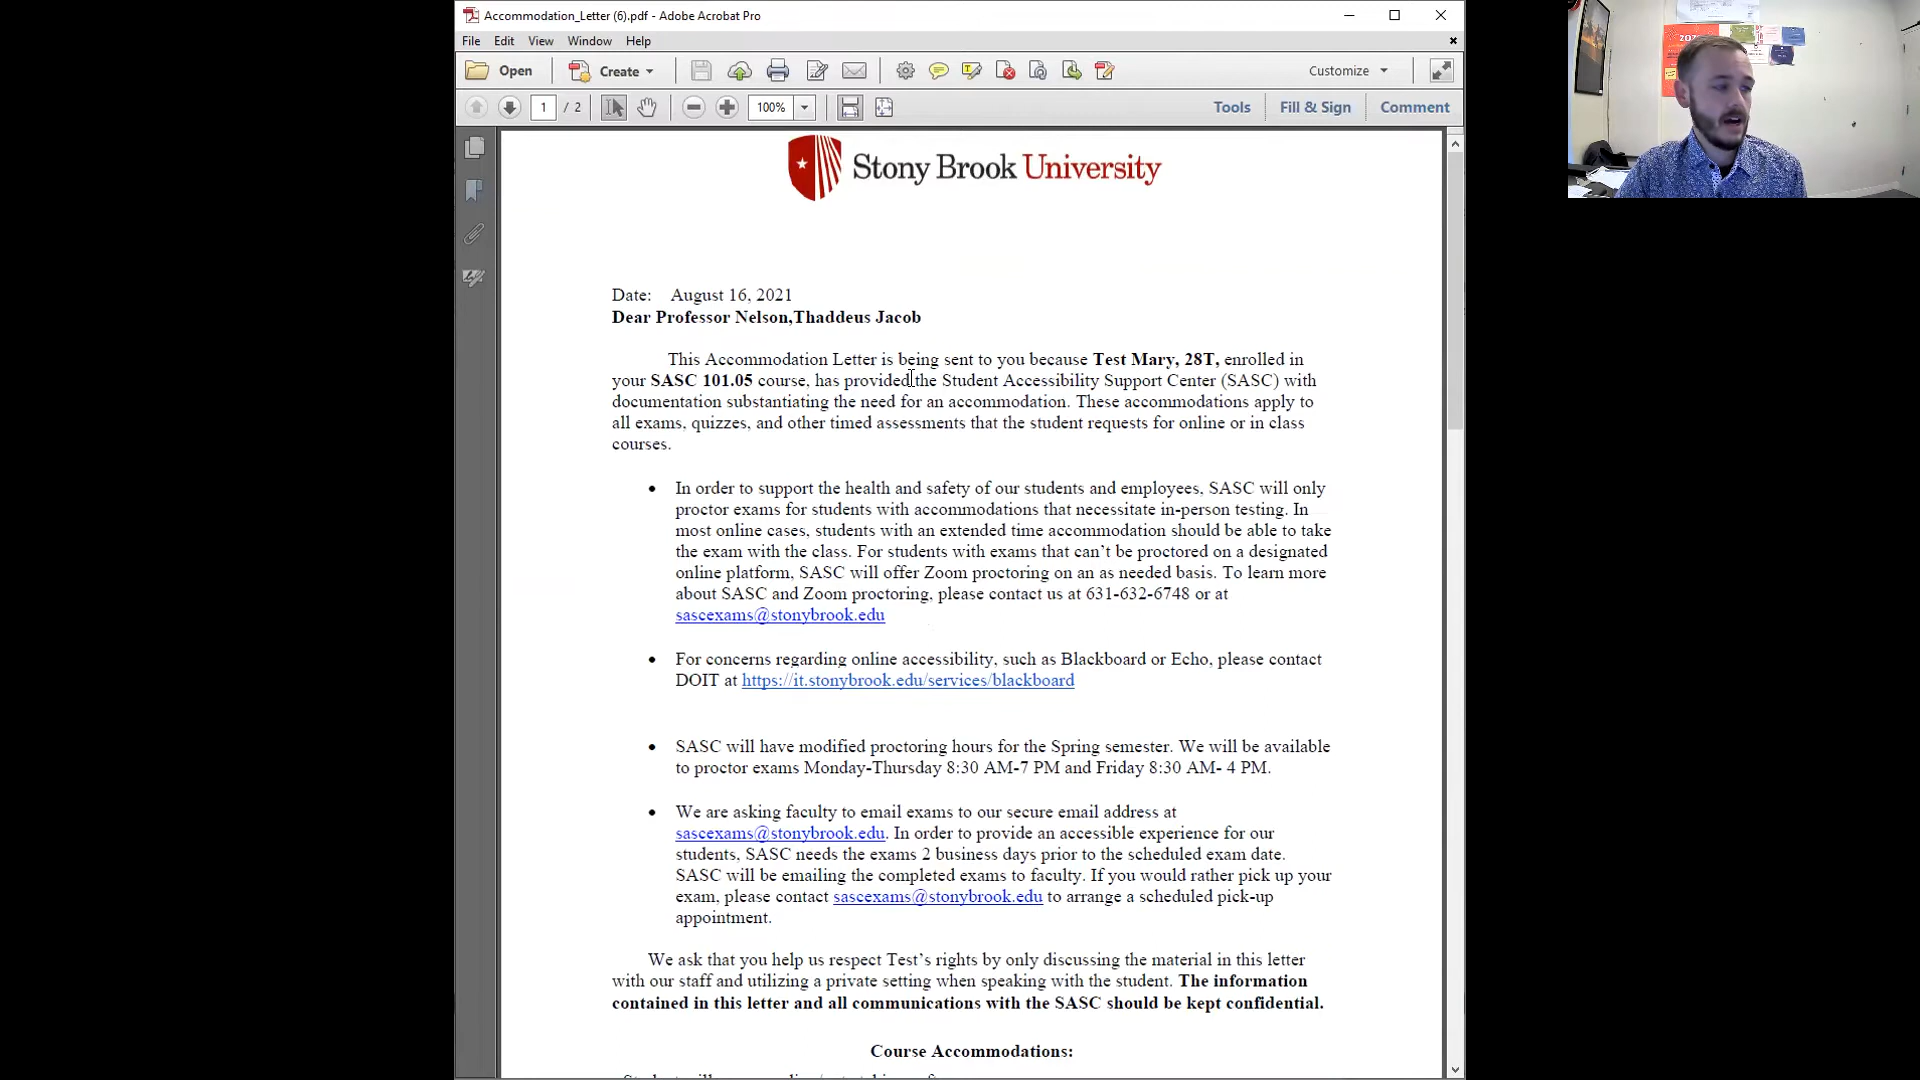 Accommodation_Letter (6).pdf - Adobe Acrobat Pro
File Edit View Window Help
Open Create Customize
1 / 2 100% Tools Fill & Sign Comment
Stony Brook University
Date: August 16, 2021
Dear Professor Nelson,Thaddeus Jacob
This Accommodation Letter is being sent to you because Test Mary, 28T, enrolled in
your SASC 101.05 course, has provided the Student Accessibility Support Center (SASC) with
documentation substantiating the need for an accommodation. These accommodations apply to
all exams, quizzes, and other timed assessments that the student requests for online or in class
courses.
• In order to support the health and safety of our students and employees, SASC will only
proctor exams for students with accommodations that necessitate in-person testing. In
most online cases, students with an extended time accommodation should be able to take
the exam with the class. For students with exams that can’t be proctored on a designated
online platform, SASC will offer Zoom proctoring on an as needed basis. To learn more
about SASC and Zoom proctoring, please contact us at 631-632-6748 or at
sascexams@stonybrook.edu
• For concerns regarding online accessibility, such as Blackboard or Echo, please contact
DOIT at https://it.stonybrook.edu/services/blackboard
• SASC will have modified proctoring hours for the Spring semester. We will be available
to proctor exams Monday-Thursday 8:30 AM-7 PM and Friday 8:30 AM- 4 PM.
• We are asking faculty to email exams to our secure email address at
sascexams@stonybrook.edu. In order to provide an accessible experience for our
students, SASC needs the exams 2 business days prior to the scheduled exam date.
SASC will be emailing the completed exams to faculty. If you would rather pick up your
exam, please contact sascexams@stonybrook.edu to arrange a scheduled pick-up
appointment.
We ask that you help us respect Test’s rights by only discussing the material in this letter
with our staff and utilizing a private setting when speaking with the student. The information
contained in this letter and all communications with the SASC should be kept confidential.
Course Accommodations: